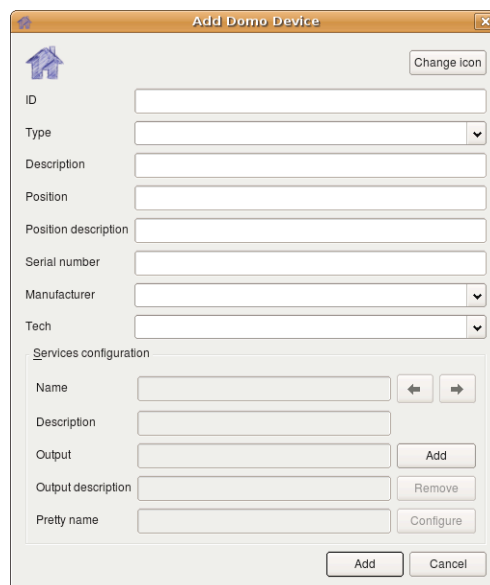 Add Domo Device
Change icon
ID
Type
Description
Position
Position description
Serial number
Manufacturer
Tech
Services configuration
Name
Description
Output
Add
Output description
Remove
Pretty name
Configure
Add
Cancel